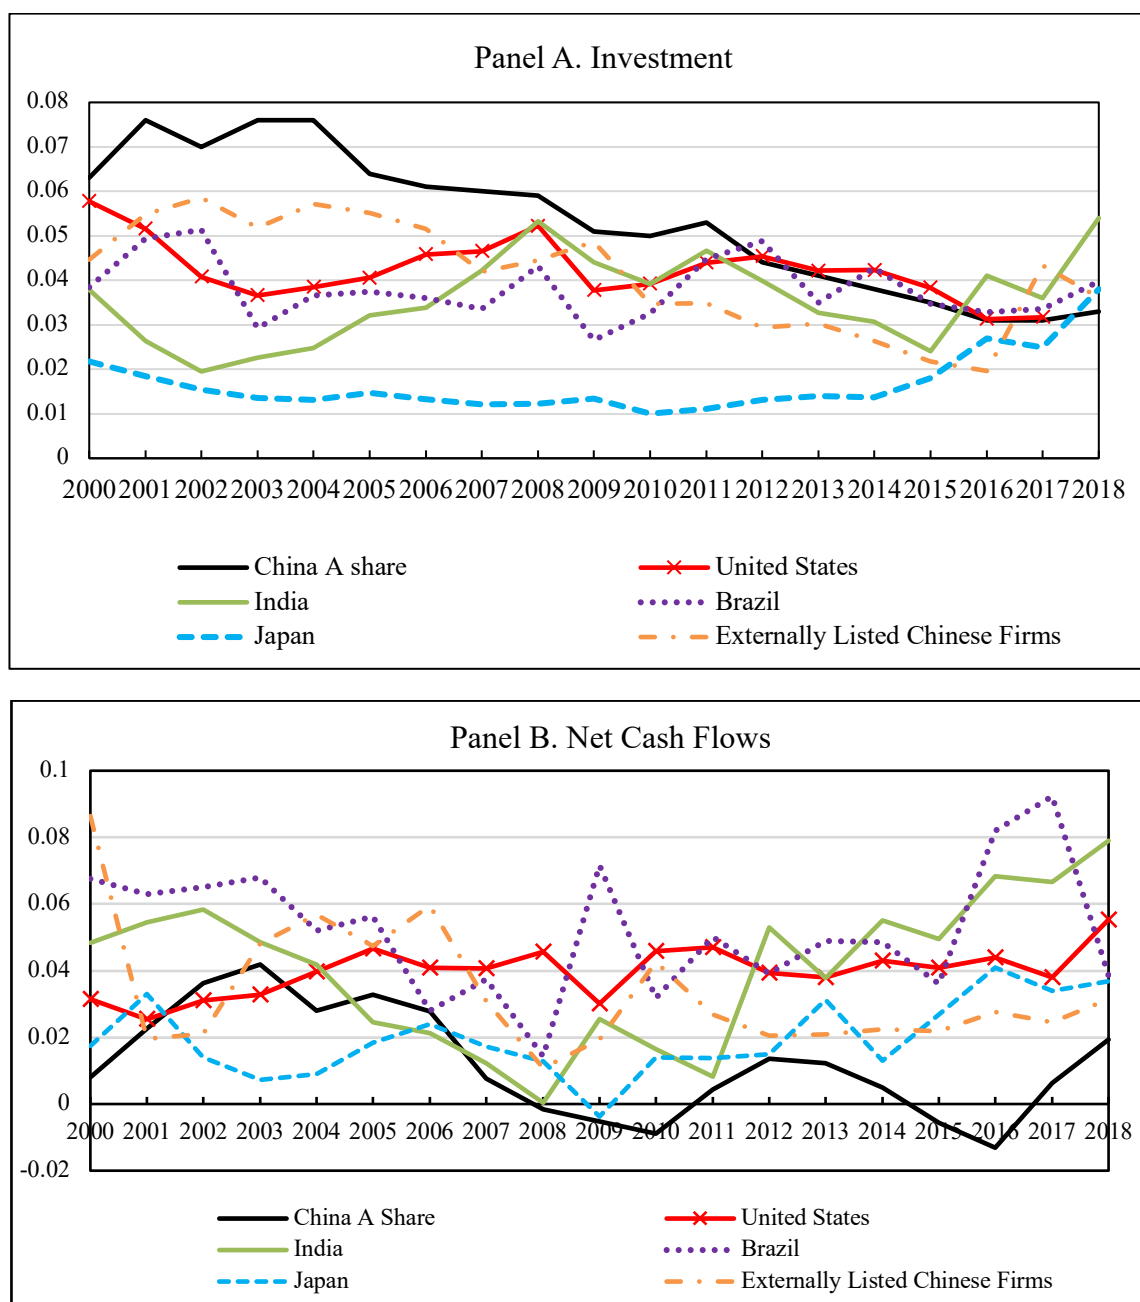 Panel A. Investment
0.08
0.07
0.06
0.05
0.04
0.03
0.02
0.01
0
2000 2001 2002 2003 2004 2005 2006 2007 2008 2009 2010 2011 2012 2013 2014 2015 2016 2017 2018
China A share United States
India Brazil
Japan Externally Listed Chinese Firms
Panel B. Net Cash Flows
0.1
0.08
0.06
0.04
0.02
0
2000 2001 2002 2003 2004 2005 2006 2007 2008 2009 2010 2011 2012 2013 2014 2015 2016 2017 2018
-0.02
China A Share United States
India Brazil
Japan Externally Listed Chinese Firms